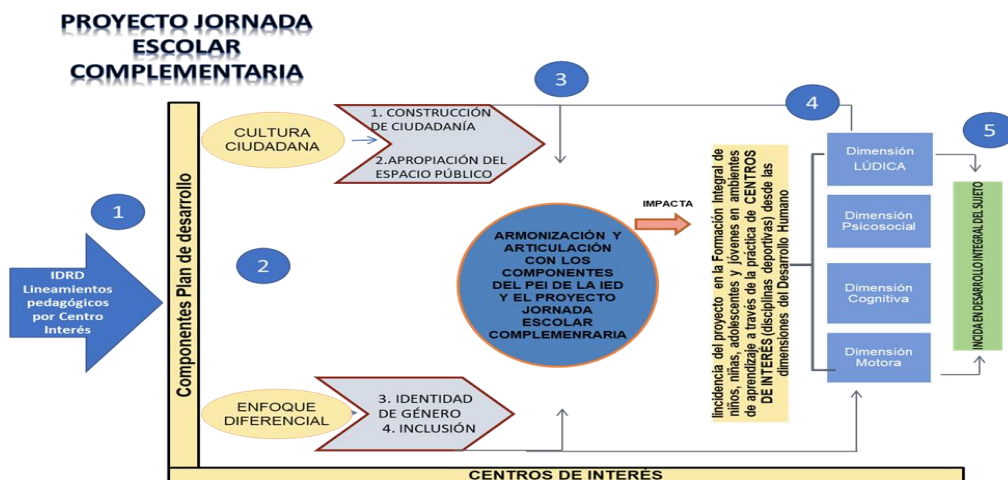 PROYECTO JORNADA
ESCOLAR
COMPLEMENTARIA
1
IDRD
Lineamientos
pedagógicos
por Centro
Interés
Componentes Plan de desarrollo
2
CULTURA
CIUDADANA
1. CONSTRUCCIÓN
DE CIUDADANÍA
2.APROPIACIÓN DEL
ESPACIO PÚBLICO
ENFOQUE
DIFERENCIAL
3. IDENTIDAD
DE GÉNERO
4. INCLUSIÓN
3
ARMONIZACIÓN Y
ARTICULACIÓN
CON LOS
COMPONENTES
DEL PEI DE LA IED
Y EL PROYECTO
JORNADA
ESCOLAR
COMPLEMENRARIA
IMPACTA
Iincidencia del proyecto en la Formación Integral de
niños, niñas, adolescentes y jóvenes en ambientes
de aprendizaje a través de la práctica de CENTROS
DE INTERÉS (disciplinas deportivas) desde las
dimensiones del Desarrollo Humano
4
Dimensión
LÚDICA
Dimensión
Psicosocial
Dimensión
Cognitiva
Dimensión
Motora
5
INCIDA EN DESARROLLO INTEGRAL DEL SUJETO
CENTROS DE INTERÉS